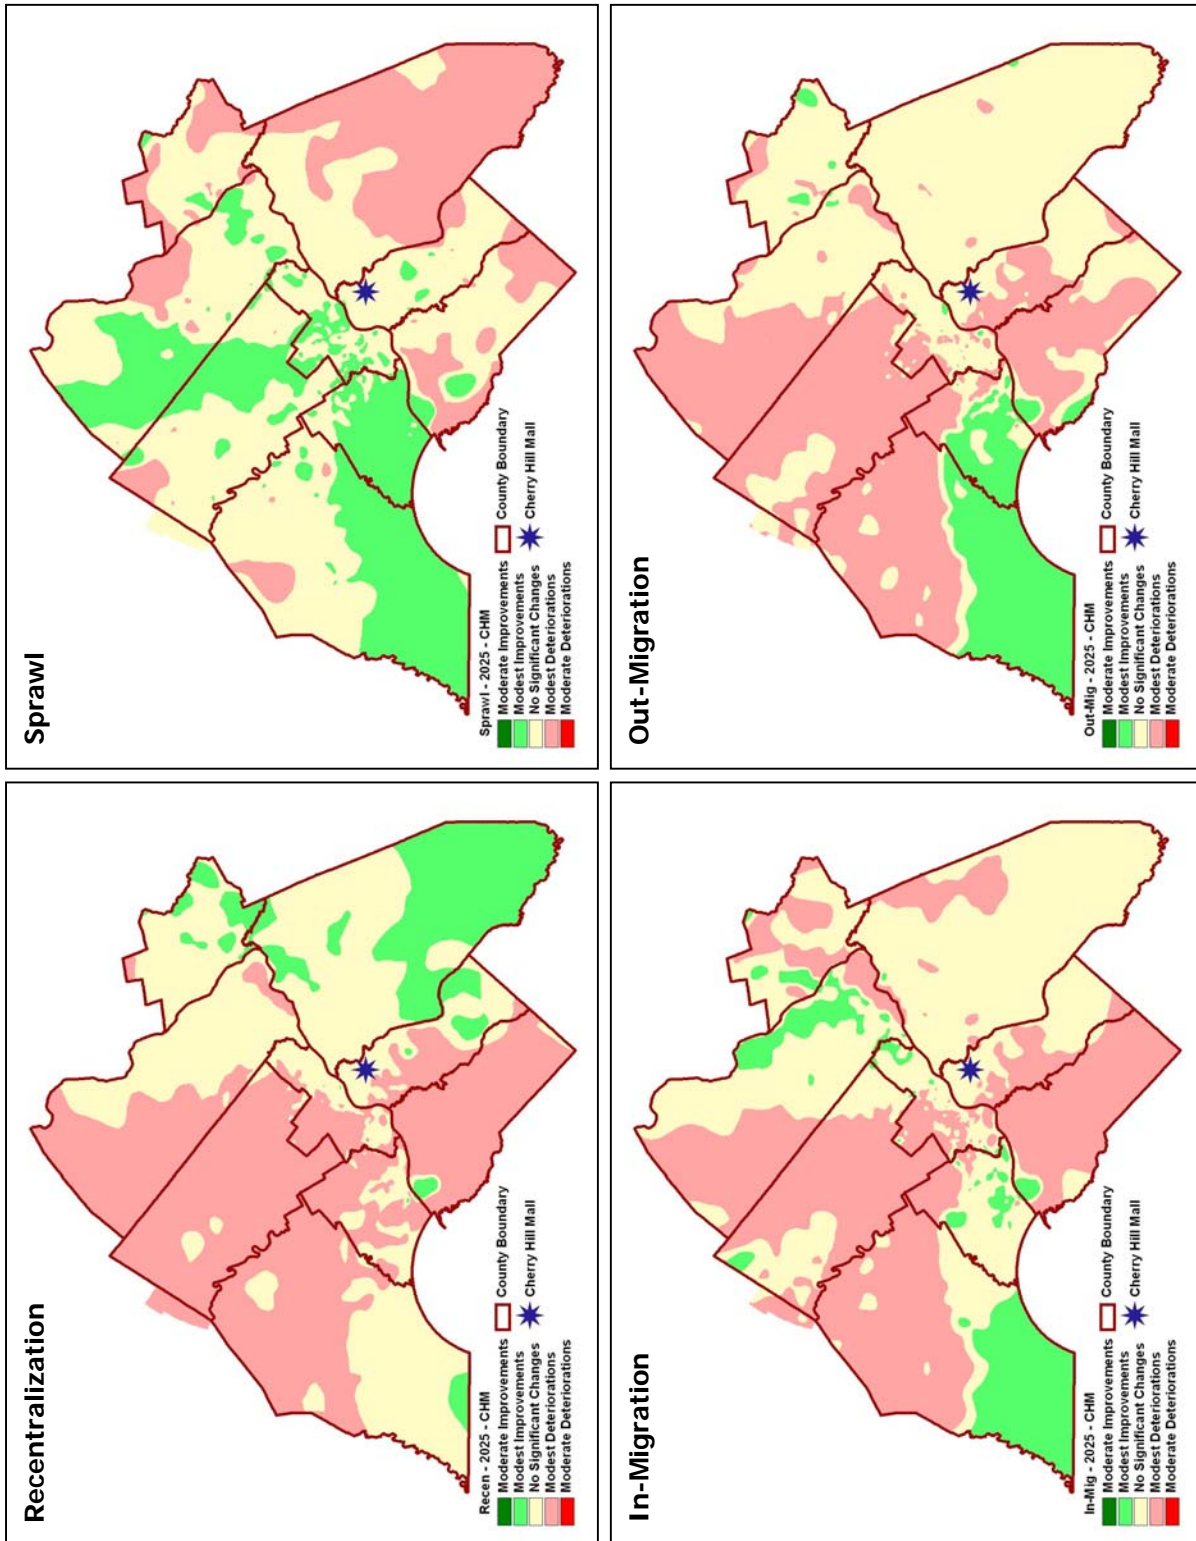 Recentralization
Recen - 2025 - CHM
Moderate Improvements
Modest Improvements
No Significant Changes
Modest Deteriorations
Moderate Deteriorations
County Boundary
Cherry Hill Mall
Sprawl
Sprawl - 2025 - CHM
Moderate Improvements
Modest Improvements
No Significant Changes
Modest Deteriorations
Moderate Deteriorations
County Boundary
Cherry Hill Mall
In-Migration
In-Mig - 2025 - CHM
Moderate Improvements
Modest Improvements
No Significant Changes
Modest Deteriorations
Moderate Deteriorations
County Boundary
Cherry Hill Mall
Out-Migration
Out-Mig - 2025 - CHM
Moderate Improvements
Modest Improvements
No Significant Changes
Modest Deteriorations
Moderate Deteriorations
County Boundary
Cherry Hill Mall